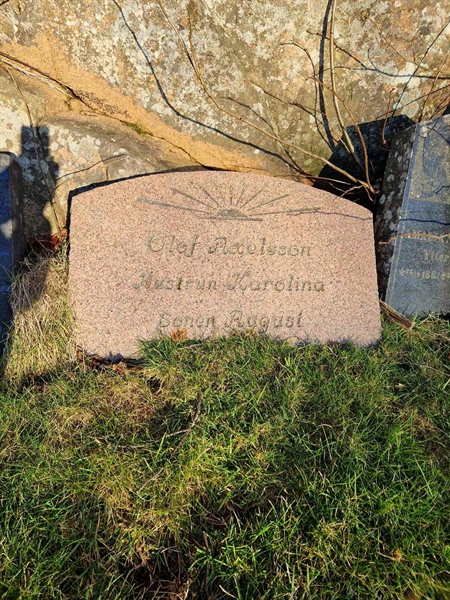 Olof Axelsson
Hustrun Karolina
Sonen August